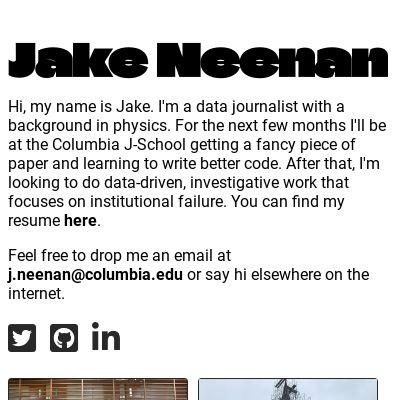 Jake Neenan
Hi, my name is Jake. I'm a data journalist with a
background in physics. For the next few months I'll be
at the Columbia J-School getting a fancy piece of
paper and learning to write better code. After that, I'm
looking to do data-driven, investigative work that
focuses on institutional failure. You can find my
resume here.
Feel free to drop me an email at
j.neenan@columbia.edu or say hi elsewhere on the
internet.
in